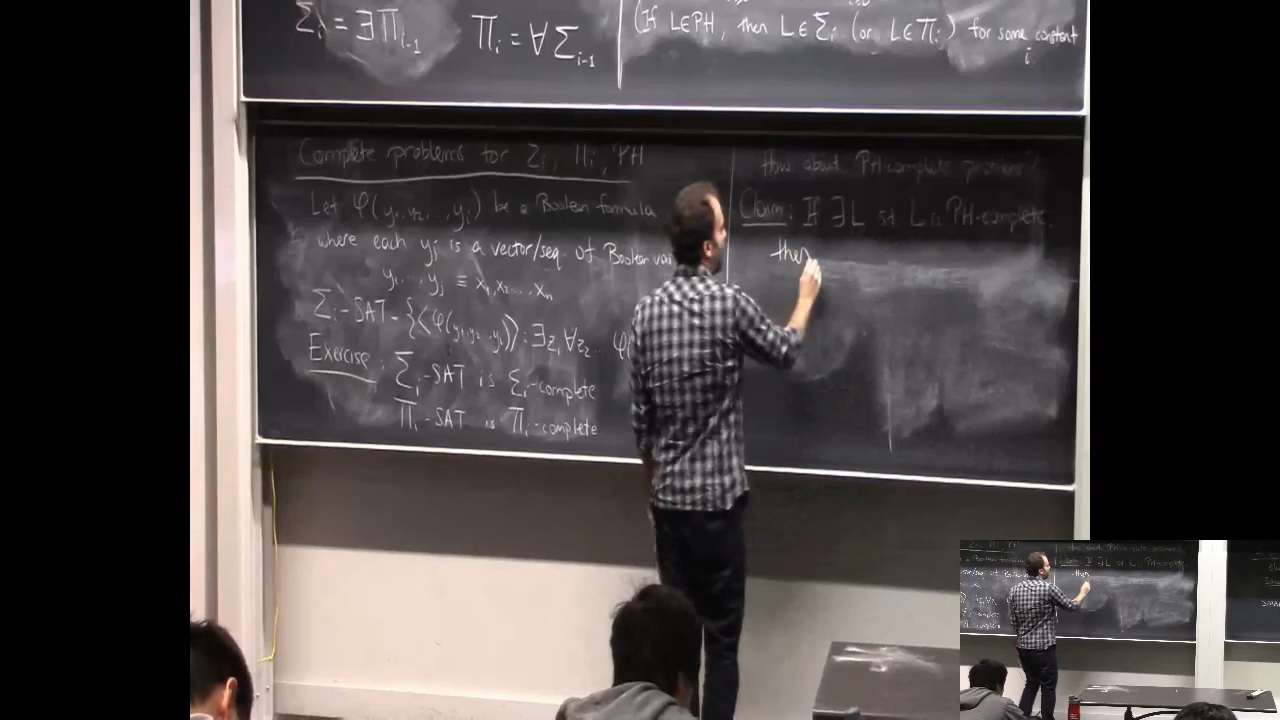 Σi = ∃Πi-1 Πi = ∀Σi-1
(If L∈PH, then L∈Σi (or L∈Πi) for some constant
i.
Complete problems for Σi, Πi, PH
Let φ(y1,y2,...,yi) be a Boolean formula
where each yj is a vector/seq. of Boolean
y1,...,yj ≡ x1,x2...xn
Σi-SAT = {⟨φ(y1,y2,...,yi)⟩ : ∃z1∀z2... φ(
Exercise: Σi-SAT is Σi-complete
Πi-SAT is Πi-complete
How about PH-complete problems?
Claim: If ∃L st L is PH-complete,
then